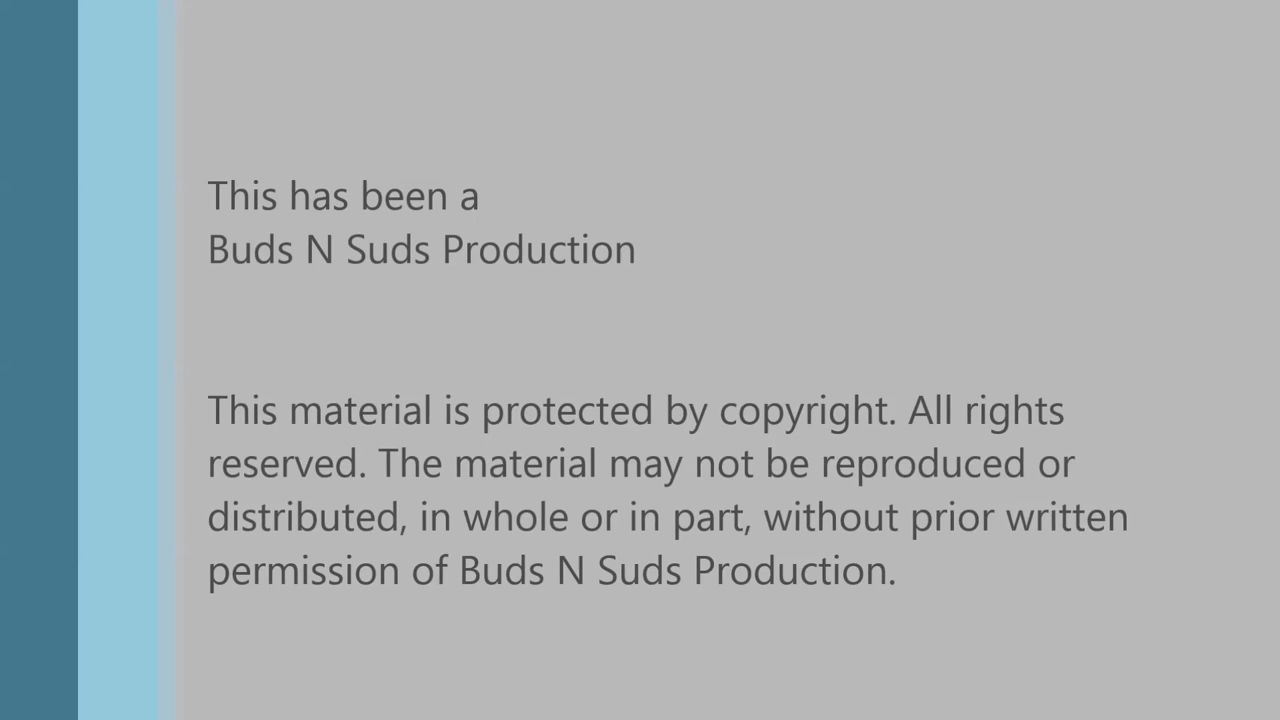 This has been a
Buds N Suds Production
This material is protected by copyright. All rights
reserved. The material may not be reproduced or
distributed, in whole or in part, without prior written
permission of Buds N Suds Production.